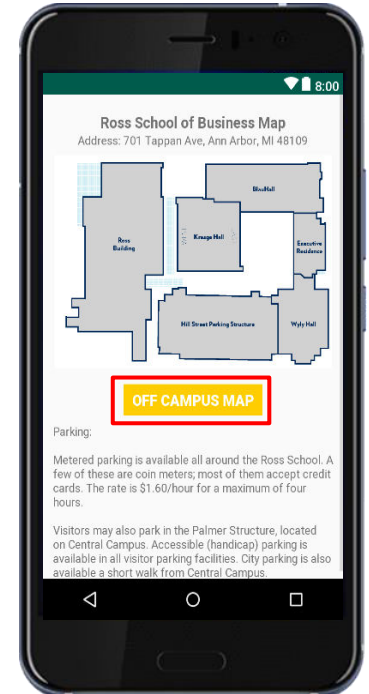 8:00
Ross School of Business Map
Address: 701 Tappan Ave, Ann Arbor, MI 48109
Blau Hall
Ross
Building
Kresge Hall
Executive
Residence
Hill Street Parking Structure
Wyly Hall
OFF CAMPUS MAP
Parking:
Metered parking is available all around the Ross School. A
few of these are coin meters; most of them accept credit
cards. The rate is $1.60/hour for a maximum of four
hours.
Visitors may also park in the Palmer Structure, located
on Central Campus. Accessible (handicap) parking is
available in all visitor parking facilities. City parking is also
available a short walk from Central Campus.